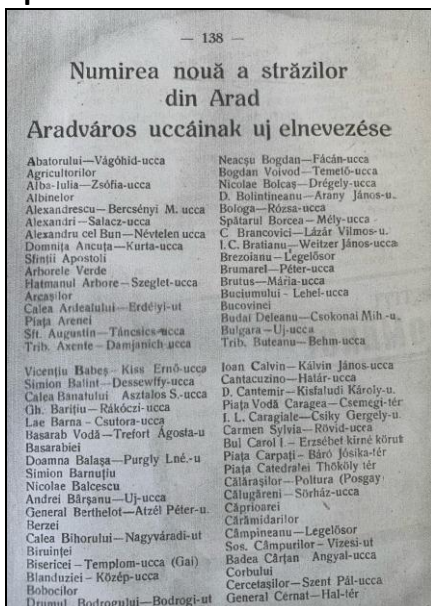 — 138 —
Numirea nouă a străzilor
din Arad
Aradváros uccáinak uj elnevezése
Abatorului—Vágóhid-ucca
Agricultorilor
Alba-Iulia—Zsófia-ucca
Albinelor
Alexandrescu—Bercsényi M. ucca
Alexandri—Salacz-ucca
Alexandru cel Bun—Névtelen ucca
Domnița Ancuța—Kurta-ucca
Sfinții Apostoli
Arborele Verde
Hatmanul Arbore—Szeglet-ucca
Arcașilor
Calea Ardealului—Erdélyi-ut
Piața Arenei
Sft. Augustin—Táncsics-ucca
Trib. Axente—Damjanich ucca
Vicențiu Babeș—Kiss Ernő-ucca
Simion Balint—Dessewffy-ucca
Calea Banatului Asztalos S.-ucca
Gh. Barițiu—Rákóczi-ucca
Lae Barna—Csutora-ucca
Basarab Vodă—Trefort Ágosta-u
Basarabiei
Doamna Balașa—Purgly Lné.-u
Simion Barnuțiu
Nicolae Balcescu
Andrei Bârșanu—Uj-ucca
General Berthelot—Atzél Péter-u.
Berzei
Calea Bihorului—Nagyváradi-ut
Biruinței
Bisericei—Templom-ucca (Gai)
Blanduziei—Közép-ucca
Bobocilor
Drumul Bodrogului—Bodrogi-ut
Neacșu Bogdan—Fácán-ucca
Bogdan Voivod—Temető-ucca
Nicolae Bolcaș—Drégely-ucca
D. Bolintineanu—Arany János-u.
Bologa—Rózsa-ucca
Spătarul Borcea—Mély-ucca
C Brancovici—Lázár Vilmos-u.
I. C. Bratianu—Weitzer János-ucca
Brezoianu—Legelősor
Brumarel—Péter-ucca
Brutus—Mária-ucca
Buciumului - Lehel-ucca
Bucovinei
Budai Deleanu—Csokonai Mih.-u.
Bulgara—Uj-ucca
Trib. Buteanu—Behm-ucca
Ioan Calvin—Kálvin János-ucca
Cantacuzino—Határ-ucca
D. Cantemir—Kisfaludi Károly-u.
Piața Vodă Caragea—Csemegi-tér
I. L. Caragiale—Csiky Gergely-u.
Carmen Sylvia—Rövid-ucca
Bul Carol I—Erzsébet kirné körut
Piața Carpați—Báró Jósika-tér
Piața Catedralei Thököly tér
Călărașilor—Poltura (Posgay)
Călugăreni—Sörház-ucca
Căprioarei
Cărămidarilor
Câmpineanu—Legelősor
Sos. Câmpurilor—Vizesi-ut
Badea Cârțan Angyal-ucca
Corbului
Cercetașilor—Szent Pál-ucca
General Cernat—Hal-tér